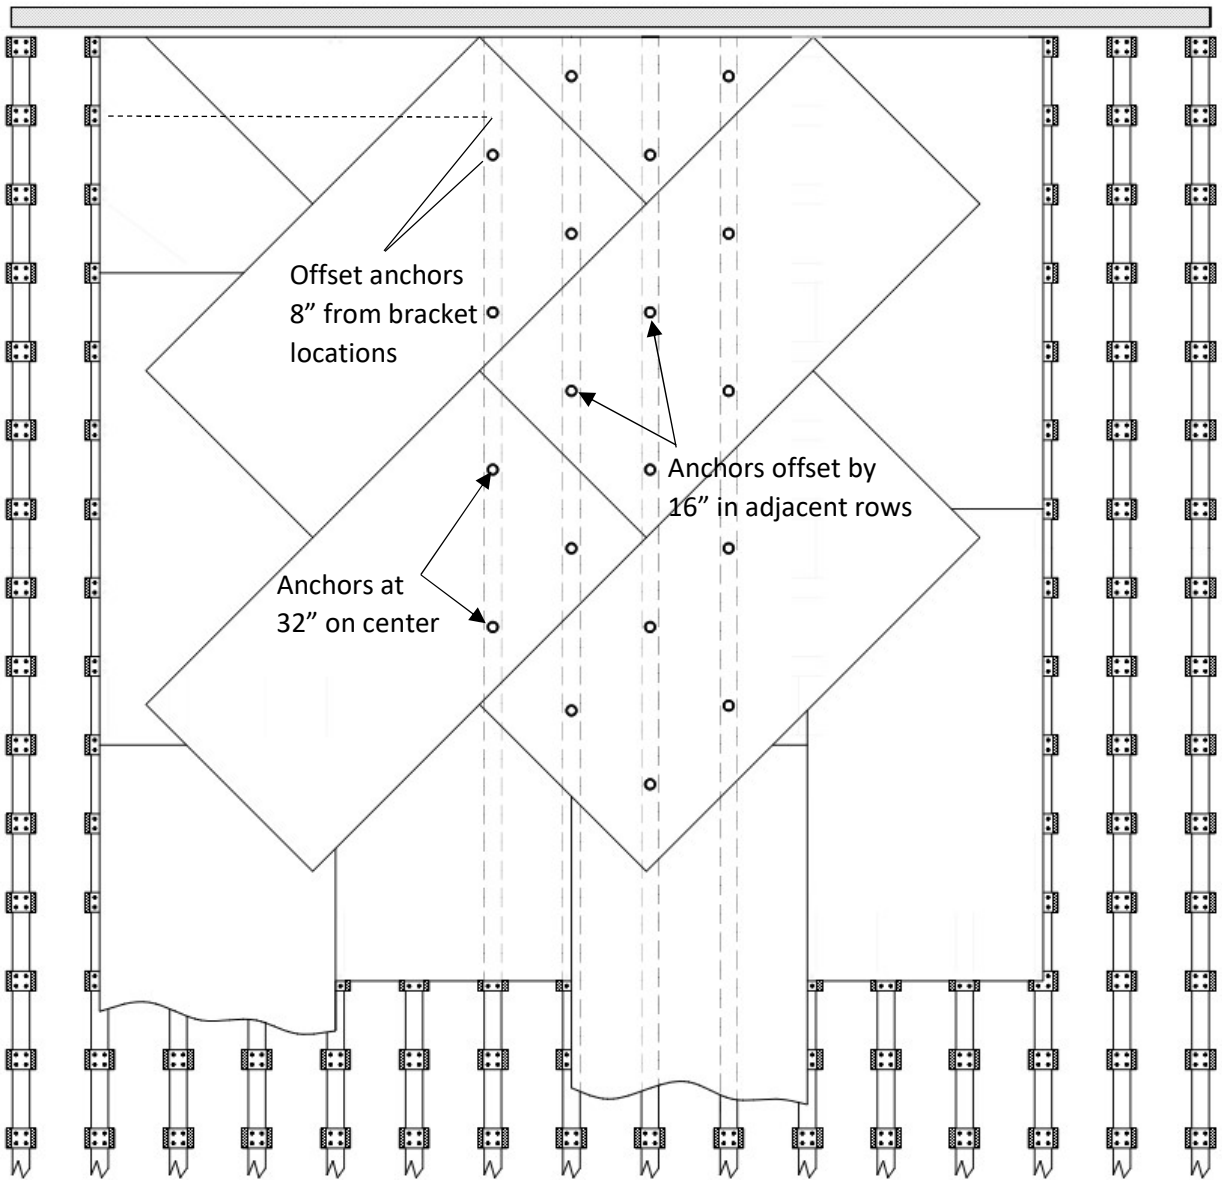 Offset anchors
8” from bracket
locations
Anchors offset by
16” in adjacent rows
Anchors at
32” on center